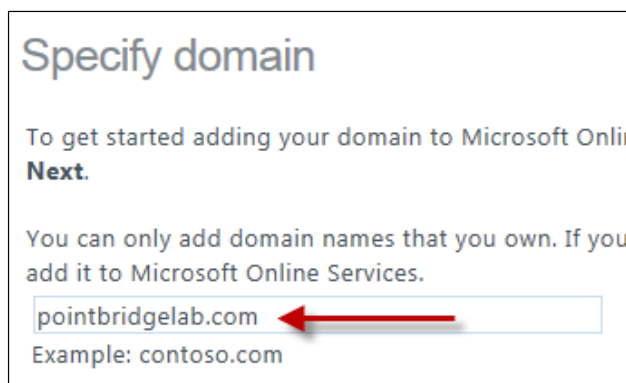 Specify domain
To get started adding your domain to Microsoft
Next.
You can only add domain names that you own. If you
add it to Microsoft Online Services.
pointbridgelab.com
Example: contoso.com